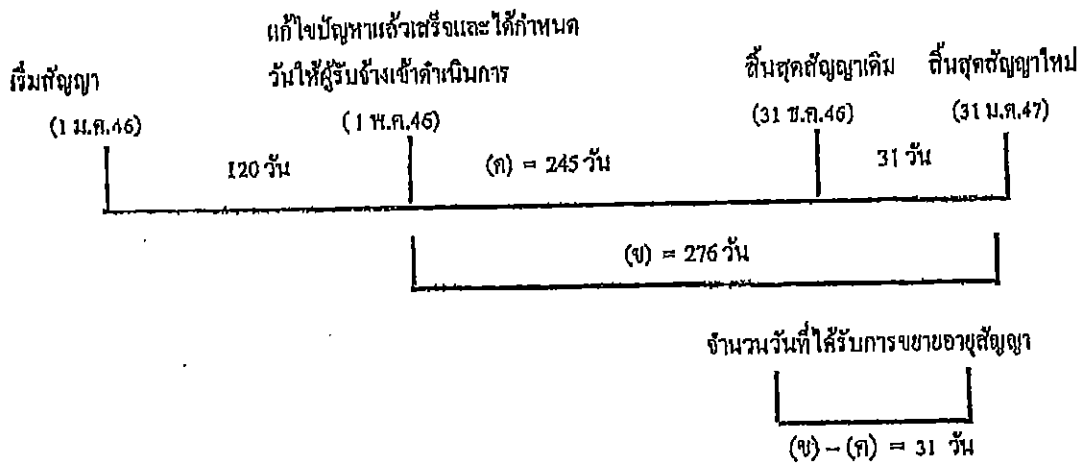 แก้ไขปัญหาแล้วเสร็จและได้กำหนด
วันให้ผู้รับจ้างเข้าดำเนินการ
เริ่มสัญญา
สิ้นสุดสัญญาเดิม
สิ้นสุดสัญญาใหม่
(1 ม.ค.46)
(1 พ.ค.46)
(31 ธ.ค.46)
(31 ม.ค.47)
120 วัน
(ค) = 245 วัน
31 วัน
(ข) = 276 วัน
จำนวนวันที่ได้รับการขยายอายุสัญญา
(ข) – (ค) = 31 วัน